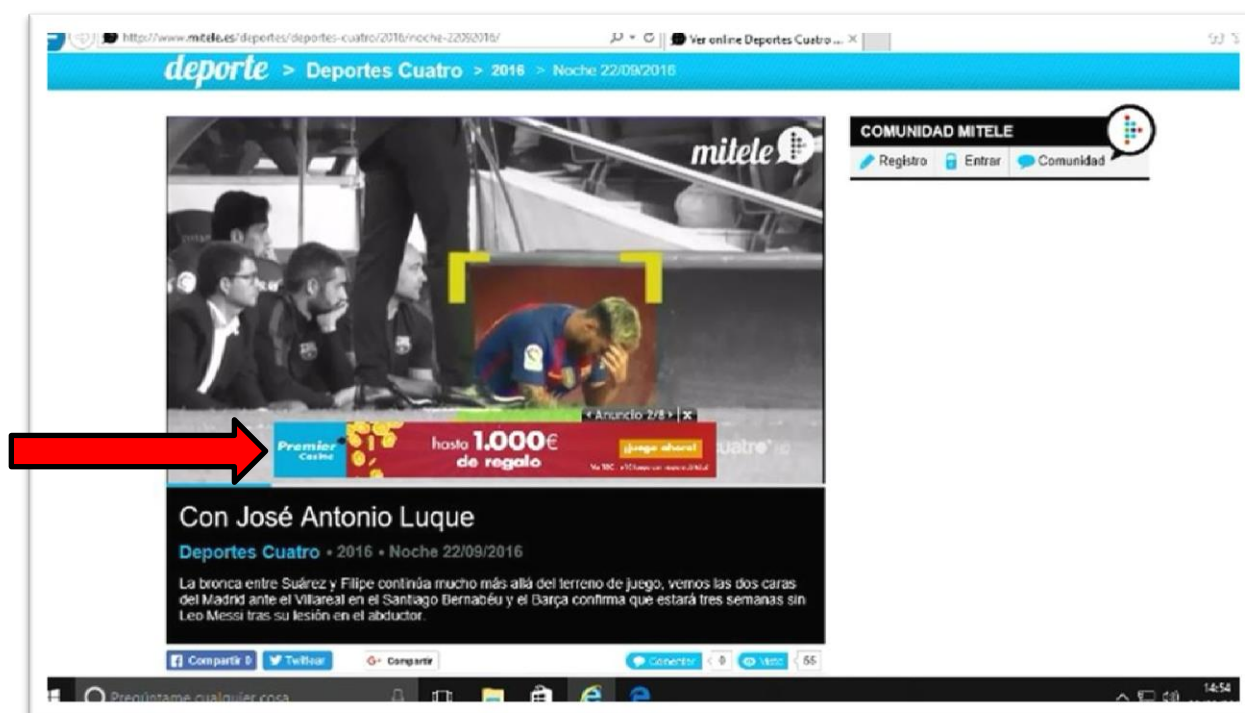 http://www.mitele.es/deportes/deportes-cuatro/2016/noche-22092016/
Ver online Deportes Cuatro ...
deporte > Deportes Cuatro > 2016 > Noche 22/09/2016
mitele
COMUNIDAD MITELE
Registro Entrar Comunidad
Anuncio 2/8
Premier
Casino
hasta 1.000€
de regalo
¡juega ahora!
cuatro
Con José Antonio Luque
Deportes Cuatro • 2016 • Noche 22/09/2016
La bronca entre Suárez y Filipe continúa mucho más allá del terreno de juego, vemos las dos caras
del Madrid ante el Villareal en el Santiago Bernabéu y el Barça confirma que estará tres semanas sin
Leo Messi tras su lesión en el abductor.
Compartir 0 Twittear G+ Compartir Comentar 0 Visto 55
Pregúntame cualquier cosa
14:54